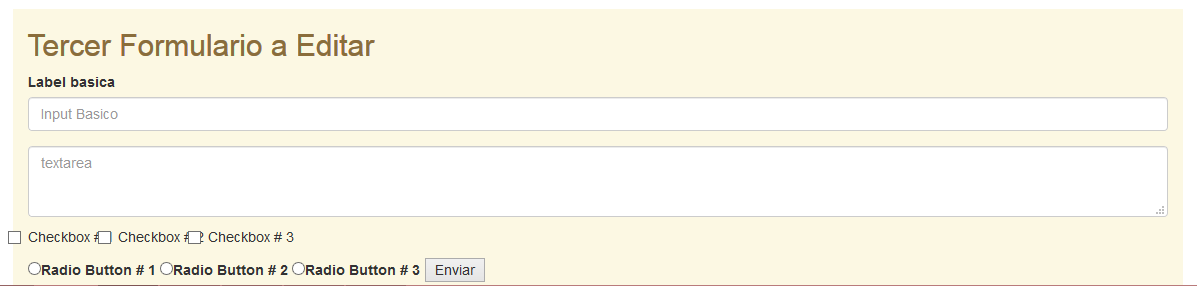 Tercer Formulario a Editar
Label basica
Input Basico
textarea
Checkbox # Checkbox # 2 Checkbox # 3
Radio Button # 1 Radio Button # 2 Radio Button # 3 Enviar